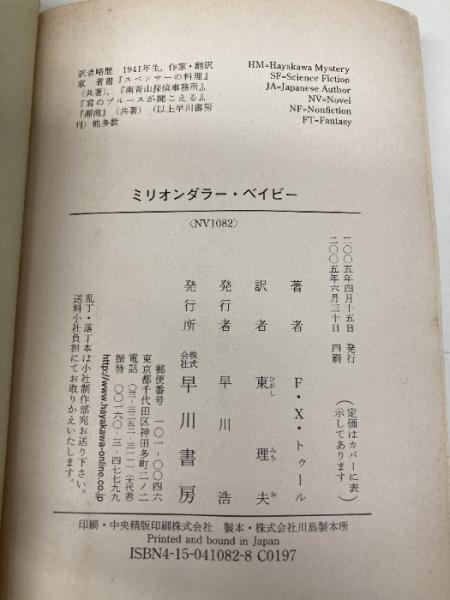 訳者略歴 1941年生,作家・翻訳
家 著書『スペンサーの料理』
(共著),『南青山探偵事務所』,
『君のブルースが聞こえる』,
『湘南』(共著)(以上早川書房
刊)他多数
HM=Hayakawa Mystery
SF=Science Fiction
JA=Japanese Author
NV=Novel
NF=Nonfiction
FT=Fantasy
ミリオンダラー・ベイビー
〈NV1082〉
二〇〇五年四月十五日 発行
二〇〇五年六月三十日 四刷
(定価はカバーに表
示してあります)
著者 F・X・トゥール
訳者 東理夫
ひがし みち お
発行者 早川浩
発行所 株式会社 早川書房
郵便番号 一〇一-〇〇四六
東京都千代田区神田多町二ノ二
電話 〇三-三二五二-三一一一(大代表)
振替 〇〇一六〇-三-四七七九九
http://www.hayakawa-online.co.jp
乱丁・落丁本は小社制作部宛お送り下さい。
送料小社負担にてお取りかえいたします。
印刷・中央精版印刷株式会社 製本・株式会社川島製本所
Printed and bound in Japan
ISBN4-15-041082-8 C0197